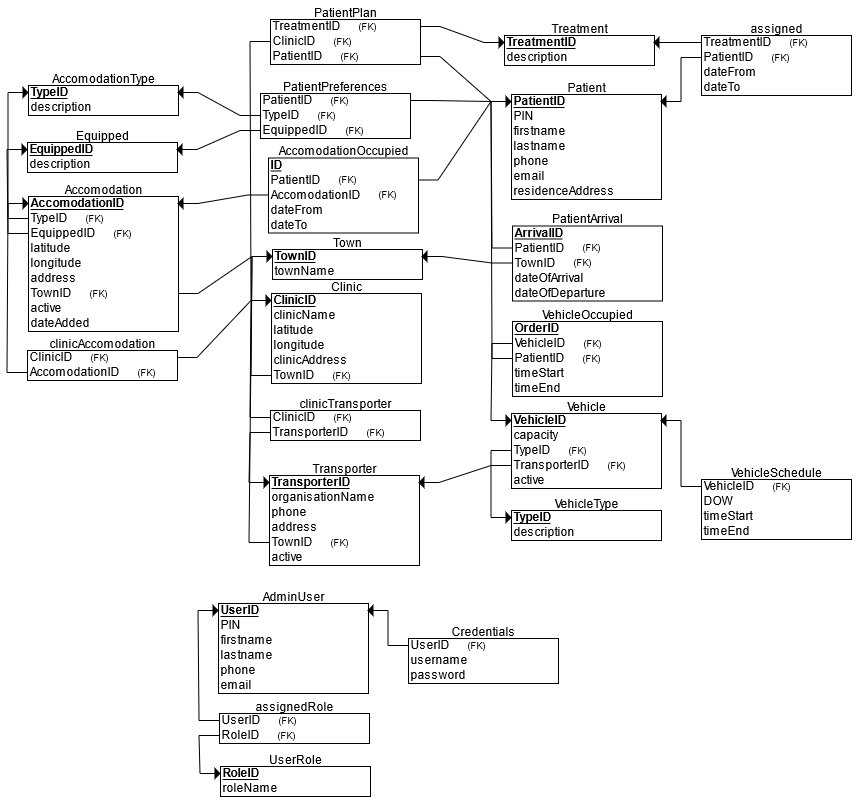 PatientPlan
TreatmentID (FK)
ClinicID (FK)
PatientID (FK)
Treatment
TreatmentID
description
assigned
TreatmentID (FK)
PatientID (FK)
dateFrom
dateTo
AccomodationType
TypeID
description
PatientPreferences
PatientID (FK)
TypeID (FK)
EquippedID (FK)
Patient
PatientID
PIN
firstname
lastname
phone
email
residenceAddress
Equipped
EquippedID
description
AccomodationOccupied
ID
PatientID (FK)
AccomodationID (FK)
dateFrom
dateTo
Accomodation
AccomodationID
TypeID (FK)
EquippedID (FK)
latitude
longitude
address
TownID (FK)
active
dateAdded
PatientArrival
ArrivalID
PatientID (FK)
TownID (FK)
dateOfArrival
dateOfDeparture
Town
TownID
townName
Clinic
ClinicID
clinicName
latitude
longitude
clinicAddress
TownID (FK)
VehicleOccupied
OrderID
VehicleID (FK)
PatientID (FK)
timeStart
timeEnd
clinicAccomodation
ClinicID (FK)
AccomodationID (FK)
clinicTransporter
ClinicID (FK)
TransporterID (FK)
Vehicle
VehicleID
capacity
TypeID (FK)
TransporterID (FK)
active
Transporter
TransporterID
organisationName
phone
address
TownID (FK)
active
VehicleSchedule
VehicleID (FK)
DOW
timeStart
timeEnd
VehicleType
TypeID
description
AdminUser
UserID
PIN
firstname
lastname
phone
email
Credentials
UserID (FK)
username
password
assignedRole
UserID (FK)
RoleID (FK)
UserRole
RoleID
roleName